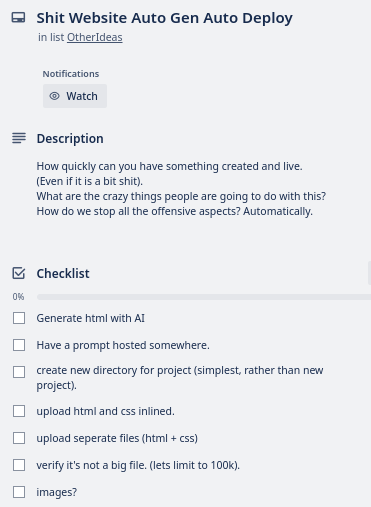 Shit Website Auto Gen Auto Deploy
in list OtherIdeas
Notifications
Watch
Description
How quickly can you have something created and live.
(Even if it is a bit shit).
What are the crazy things people are going to do with this?
How do we stop all the offensive aspects? Automatically.
Checklist
0%
Generate html with AI
Have a prompt hosted somewhere.
create new directory for project (simplest, rather than new
project).
upload html and css inlined.
upload seperate files (html + css)
verify it's not a big file. (lets limit to 100k).
images?